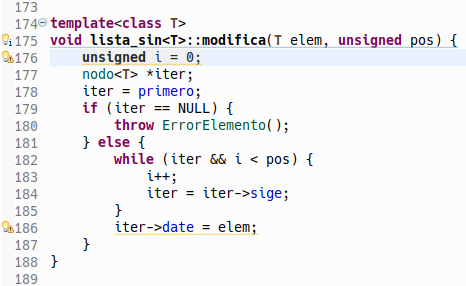 173
174 template<class T>
175 void lista_sin<T>::modifica(T elem, unsigned pos) {
176     unsigned i = 0;
177     nodo<T> *iter;
178     iter = primero;
179     if (iter == NULL) {
180         throw ErrorElemento();
181     } else {
182         while (iter && i < pos) {
183             i++;
184             iter = iter->sige;
185         }
186         iter->date = elem;
187     }
188 }
189